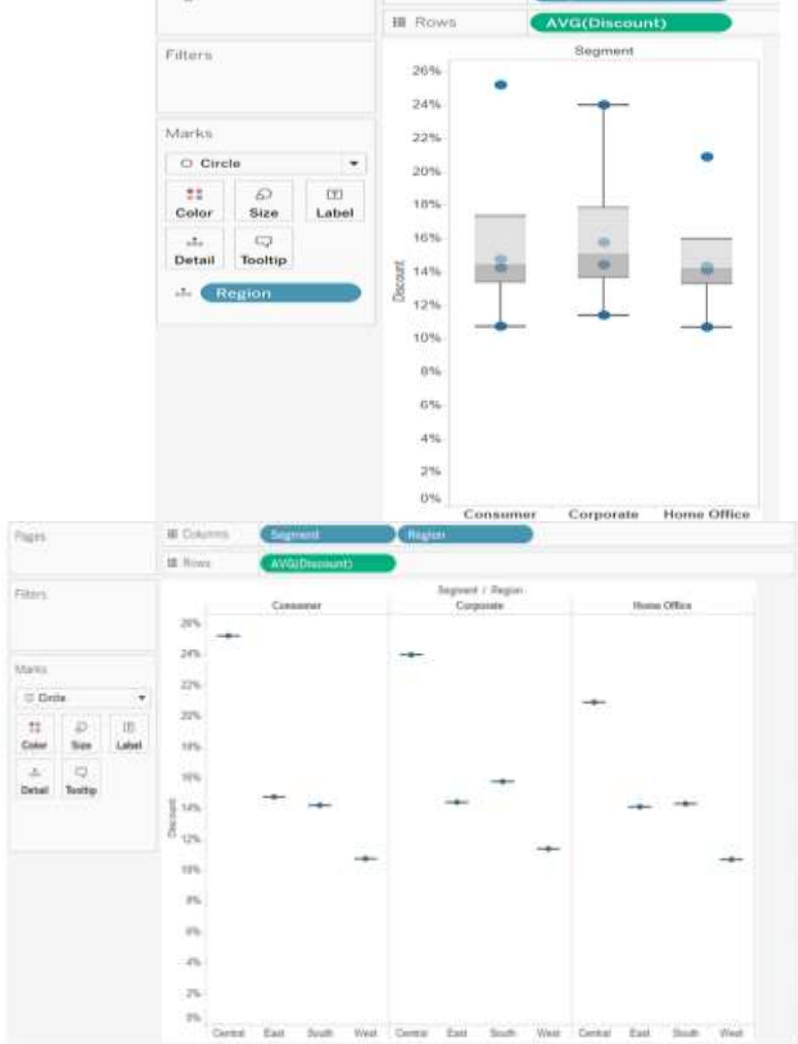 Rows AVG(Discount)
Filters
Segment
Marks
Circle
Color Size Label
Detail Tooltip
Region
Discount
26%
24%
22%
20%
18%
16%
14%
12%
10%
8%
6%
4%
2%
0%
Consumer Corporate Home Office
Pages
Columns Segment Region
Rows AVG(Discount)
Filters
Segment / Region
Consumer Corporate Home Office
Marks
Circle
Color Size Label
Detail Tooltip
Discount
26%
24%
22%
20%
18%
16%
14%
12%
10%
8%
6%
4%
2%
0%
Central East South West Central East South West Central East South West